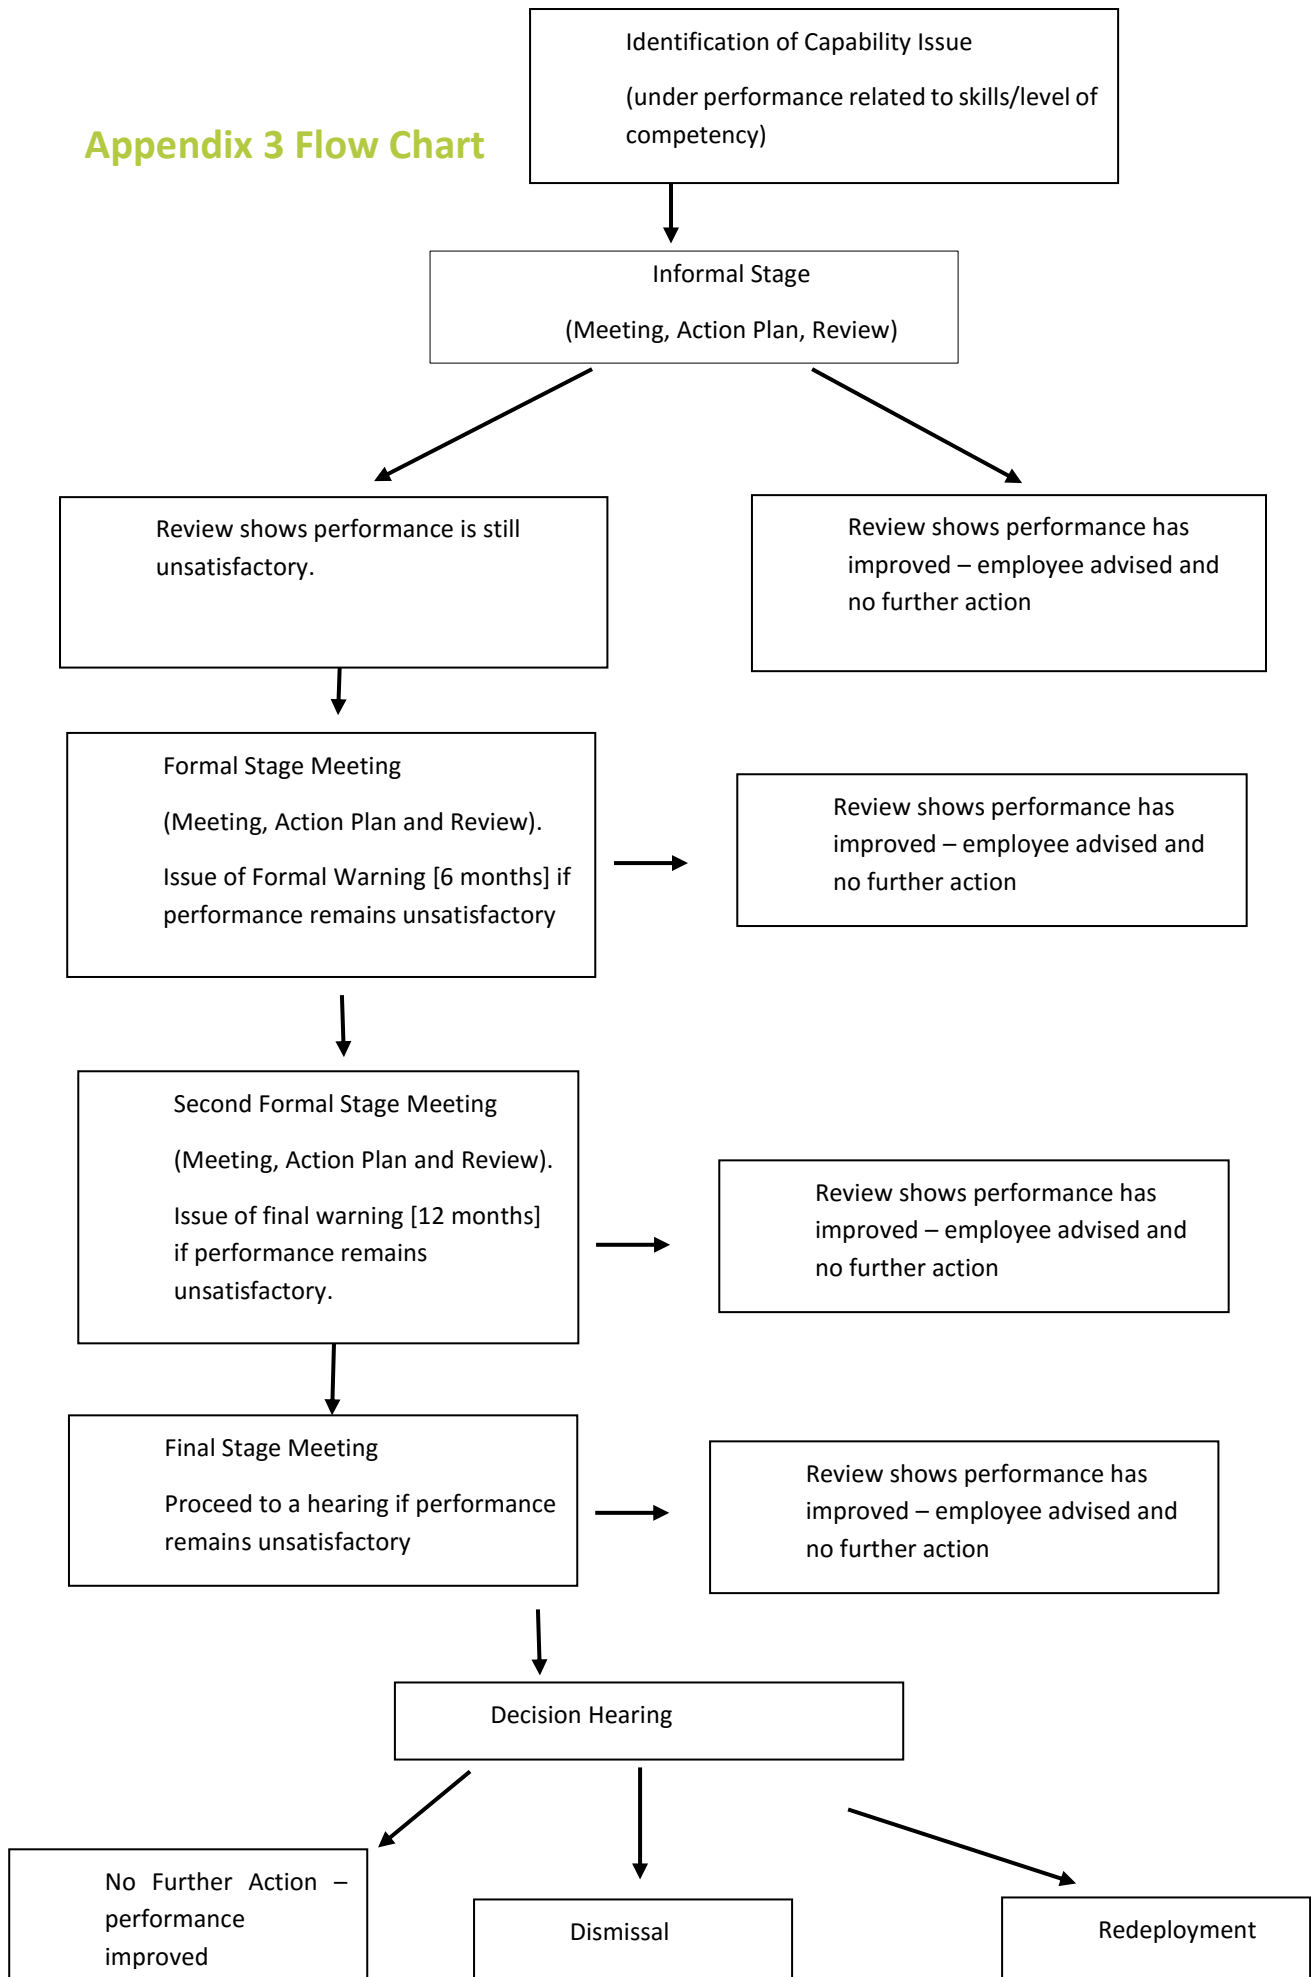 Identification of Capability Issue
(under performance related to skills/level of
competency)
Appendix 3 Flow Chart
Informal Stage
(Meeting, Action Plan, Review)
Review shows performance is still
unsatisfactory.
Review shows performance has
improved – employee advised and
no further action
Formal Stage Meeting
(Meeting, Action Plan and Review).
Issue of Formal Warning [6 months] if
performance remains unsatisfactory
Review shows performance has
improved – employee advised and
no further action
Second Formal Stage Meeting
(Meeting, Action Plan and Review).
Issue of final warning [12 months]
if performance remains
unsatisfactory.
Review shows performance has
improved – employee advised and
no further action
Final Stage Meeting
Proceed to a hearing if performance
remains unsatisfactory
Review shows performance has
improved – employee advised and
no further action
Decision Hearing
No Further Action –
performance
improved
Dismissal
Redeployment